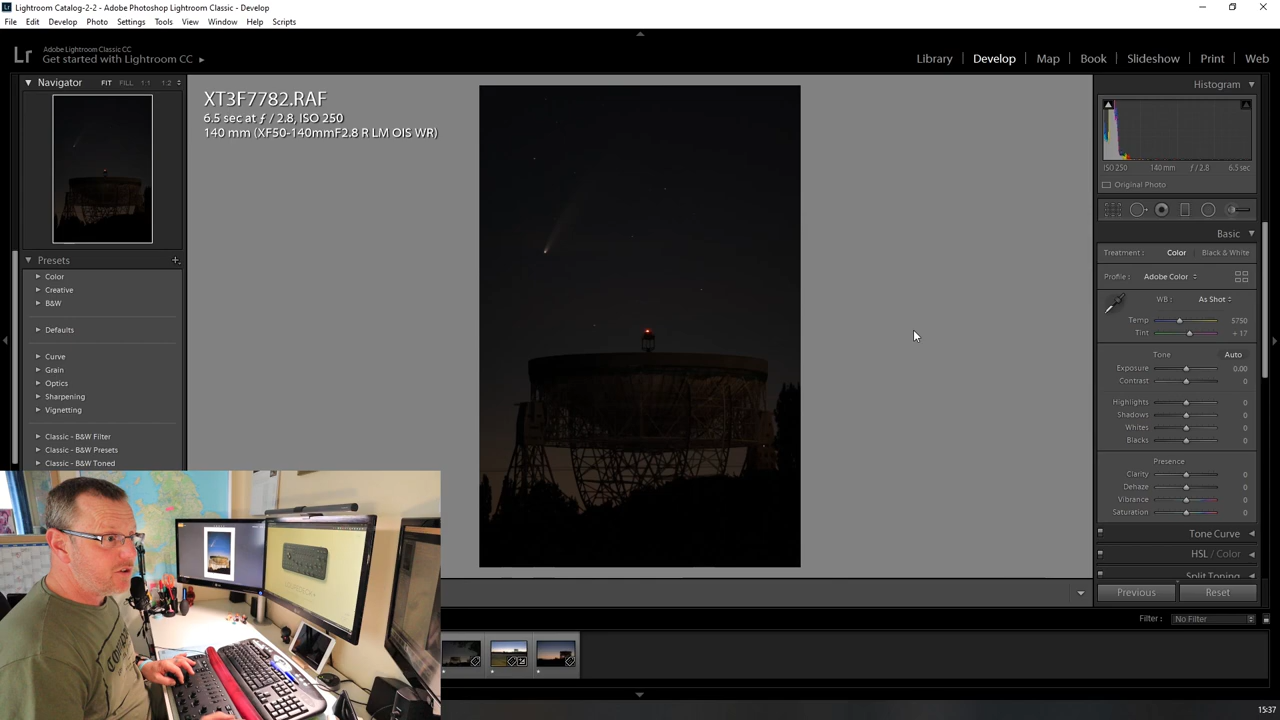 Lr Lightroom Catalog-2-2 - Adobe Photoshop Lightroom Classic - Develop
File Edit Develop Photo Settings Tools View Window Help Scripts
Lr Adobe Lightroom Classic CC
Get started with Lightroom CC
Library Develop Map Book Slideshow Print Web
Navigator FIT FILL 1:1 1:2
Presets +
Color
Creative
B&W
Defaults
Curve
Grain
Optics
Sharpening
Vignetting
Classic - B&W Filter
Classic - B&W Presets
Classic - B&W Toned
XT3F7782.RAF
6.5 sec at ƒ / 2.8, ISO 250
140 mm (XF50-140mmF2.8 R LM OIS WR)
Histogram
ISO 250 140 mm ƒ / 2.8 6.5 sec
Original Photo
Basic
Treatment : Color Black & White
Profile : Adobe Color
WB : As Shot
Temp 5750
Tint + 17
Tone Auto
Exposure 0.00
Contrast 0
Highlights 0
Shadows 0
Whites 0
Blacks 0
Presence
Clarity 0
Dehaze 0
Vibrance 0
Saturation 0
Tone Curve
HSL / Color
Split Toning
Previous Reset
Filter : No Filter
15:37